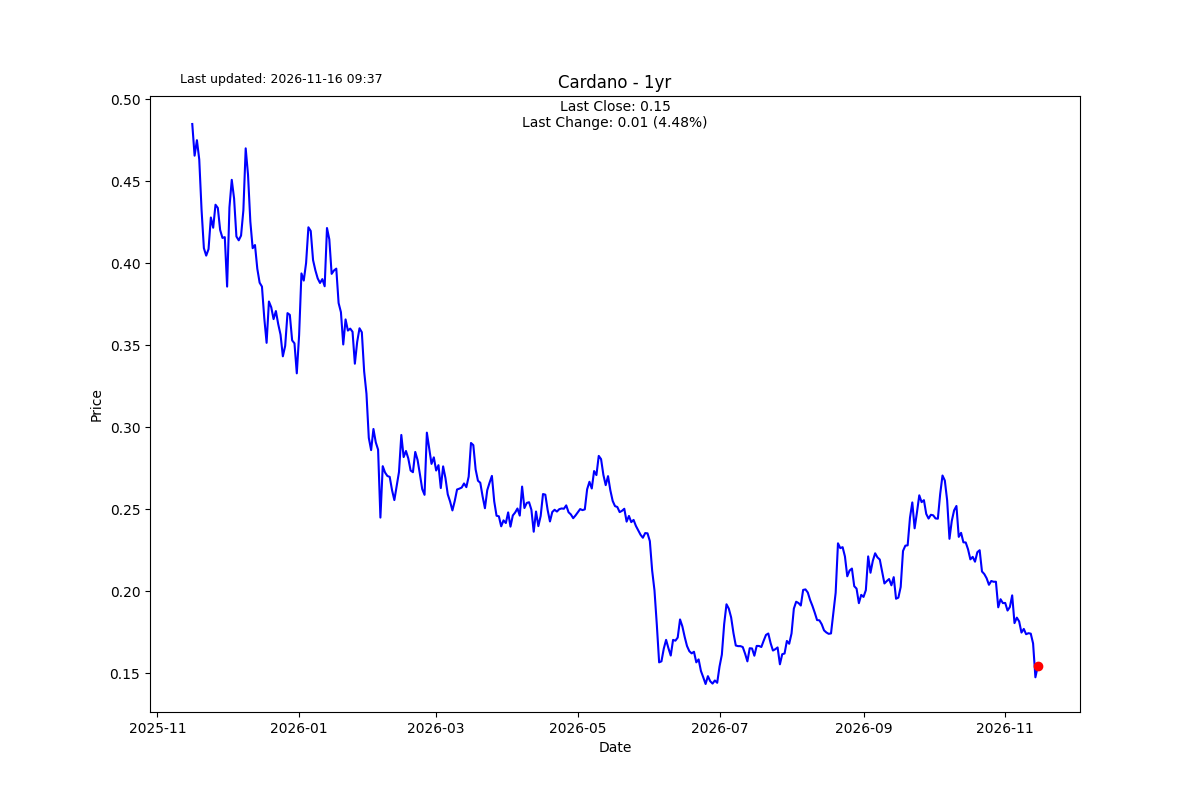 Last updated: 2026-11-16 09:37
Cardano - 1yr
Last Close: 0.15
Last Change: 0.01 (4.48%)
0.50
0.45
0.40
0.35
0.30
0.25
0.20
0.15
Price
2025-11
2026-01
2026-03
2026-05
2026-07
2026-09
2026-11
Date